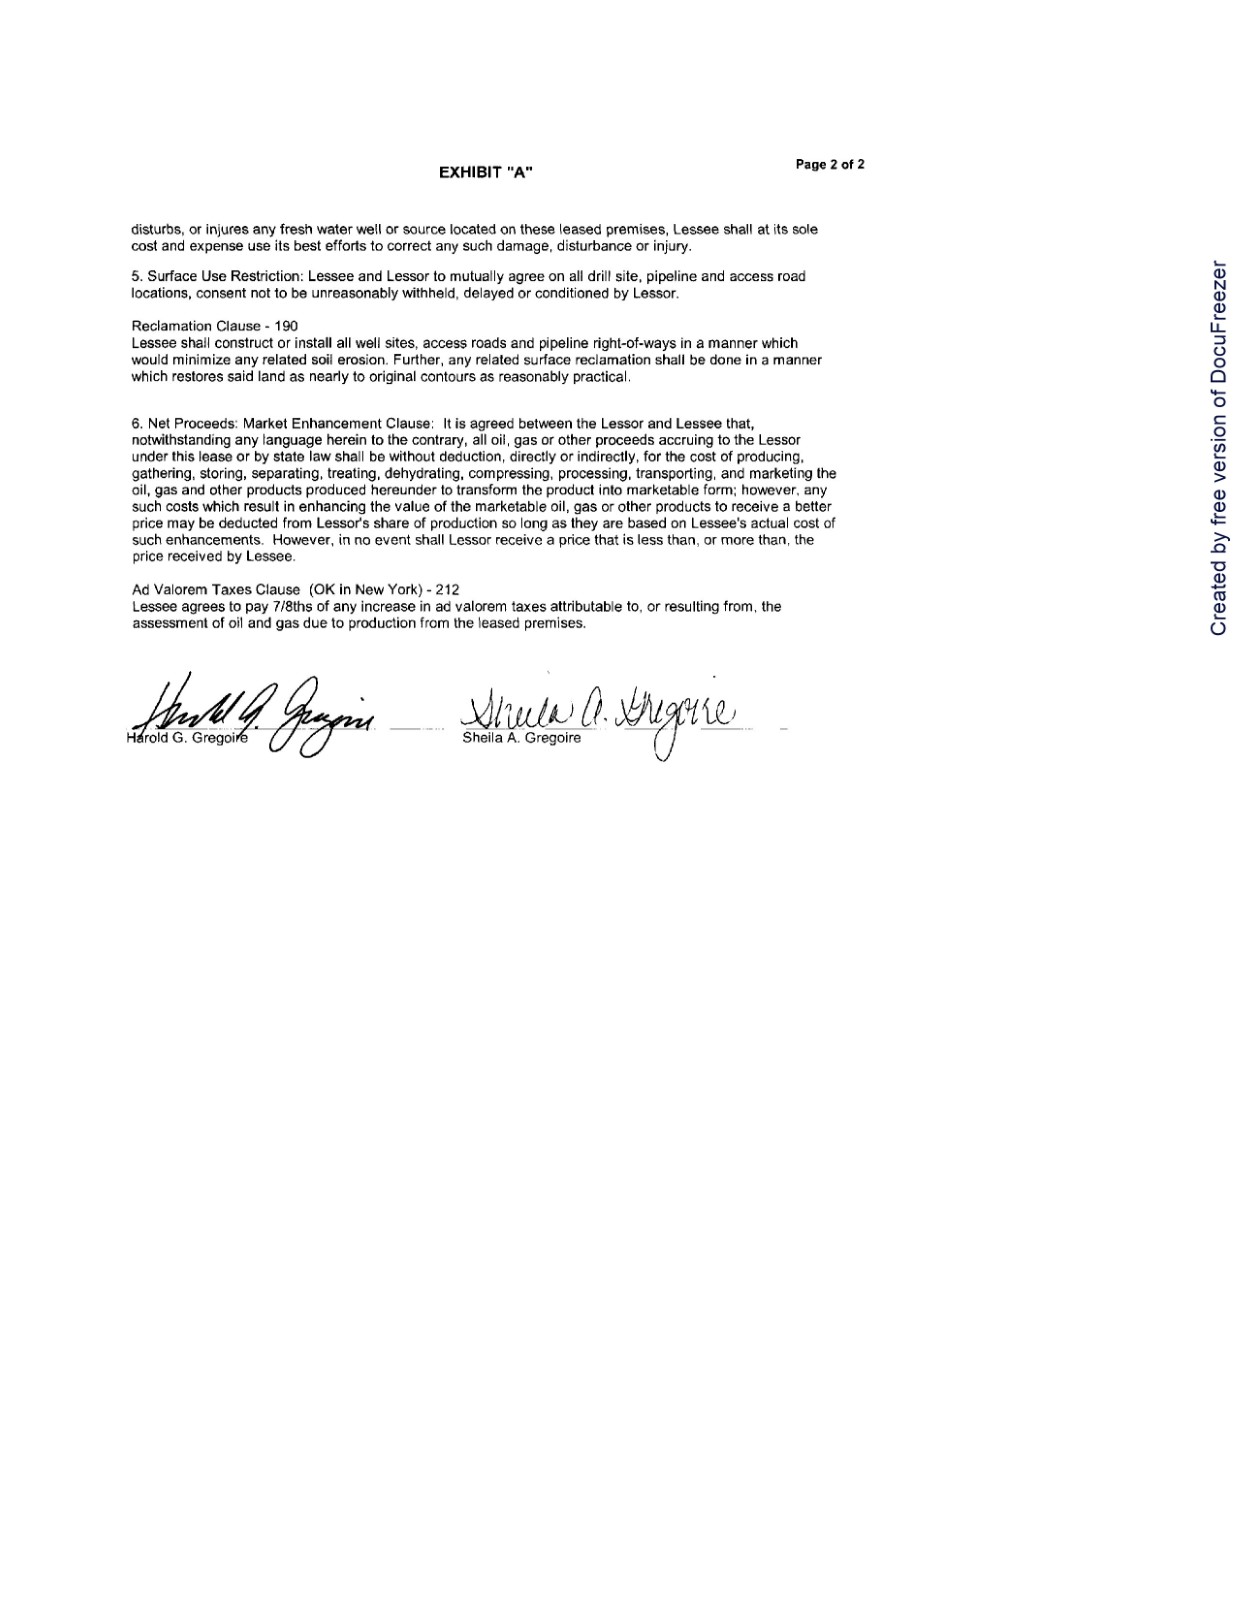 Page 2 of 2
EXHIBIT "A"
disturbs, or injures any fresh water well or source located on these leased premises, Lessee shall at its sole
cost and expense use its best efforts to correct any such damage, disturbance or injury.
5. Surface Use Restriction: Lessee and Lessor to mutually agree on all drill site, pipeline and access road
locations, consent not to be unreasonably withheld, delayed or conditioned by Lessor.
Reclamation Clause - 190
Lessee shall construct or install all well sites, access roads and pipeline right-of-ways in a manner which
would minimize any related soil erosion. Further, any related surface reclamation shall be done in a manner
which restores said land as nearly to original contours as reasonably practical.
6. Net Proceeds: Market Enhancement Clause: It is agreed between the Lessor and Lessee that,
notwithstanding any language herein to the contrary, all oil, gas or other proceeds accruing to the Lessor
under this lease or by state law shall be without deduction, directly or indirectly, for the cost of producing,
gathering, storing, separating, treating, dehydrating, compressing, processing, transporting, and marketing the
oil, gas and other products produced hereunder to transform the product into marketable form; however, any
such costs which result in enhancing the value of the marketable oil, gas or other products to receive a better
price may be deducted from Lessor's share of production so long as they are based on Lessee's actual cost of
such enhancements. However, in no event shall Lessor receive a price that is less than, or more than, the
price received by Lessee.
Ad Valorem Taxes Clause (OK in New York) - 212
Lessee agrees to pay 7/8ths of any increase in ad valorem taxes attributable to, or resulting from, the
assessment of oil and gas due to production from the leased premises.
Harold G. Gregoire Sheila A. Gregoire
Harold G. Gregoire Sheila A. Gregoire
Created by free version of DocuFreezer